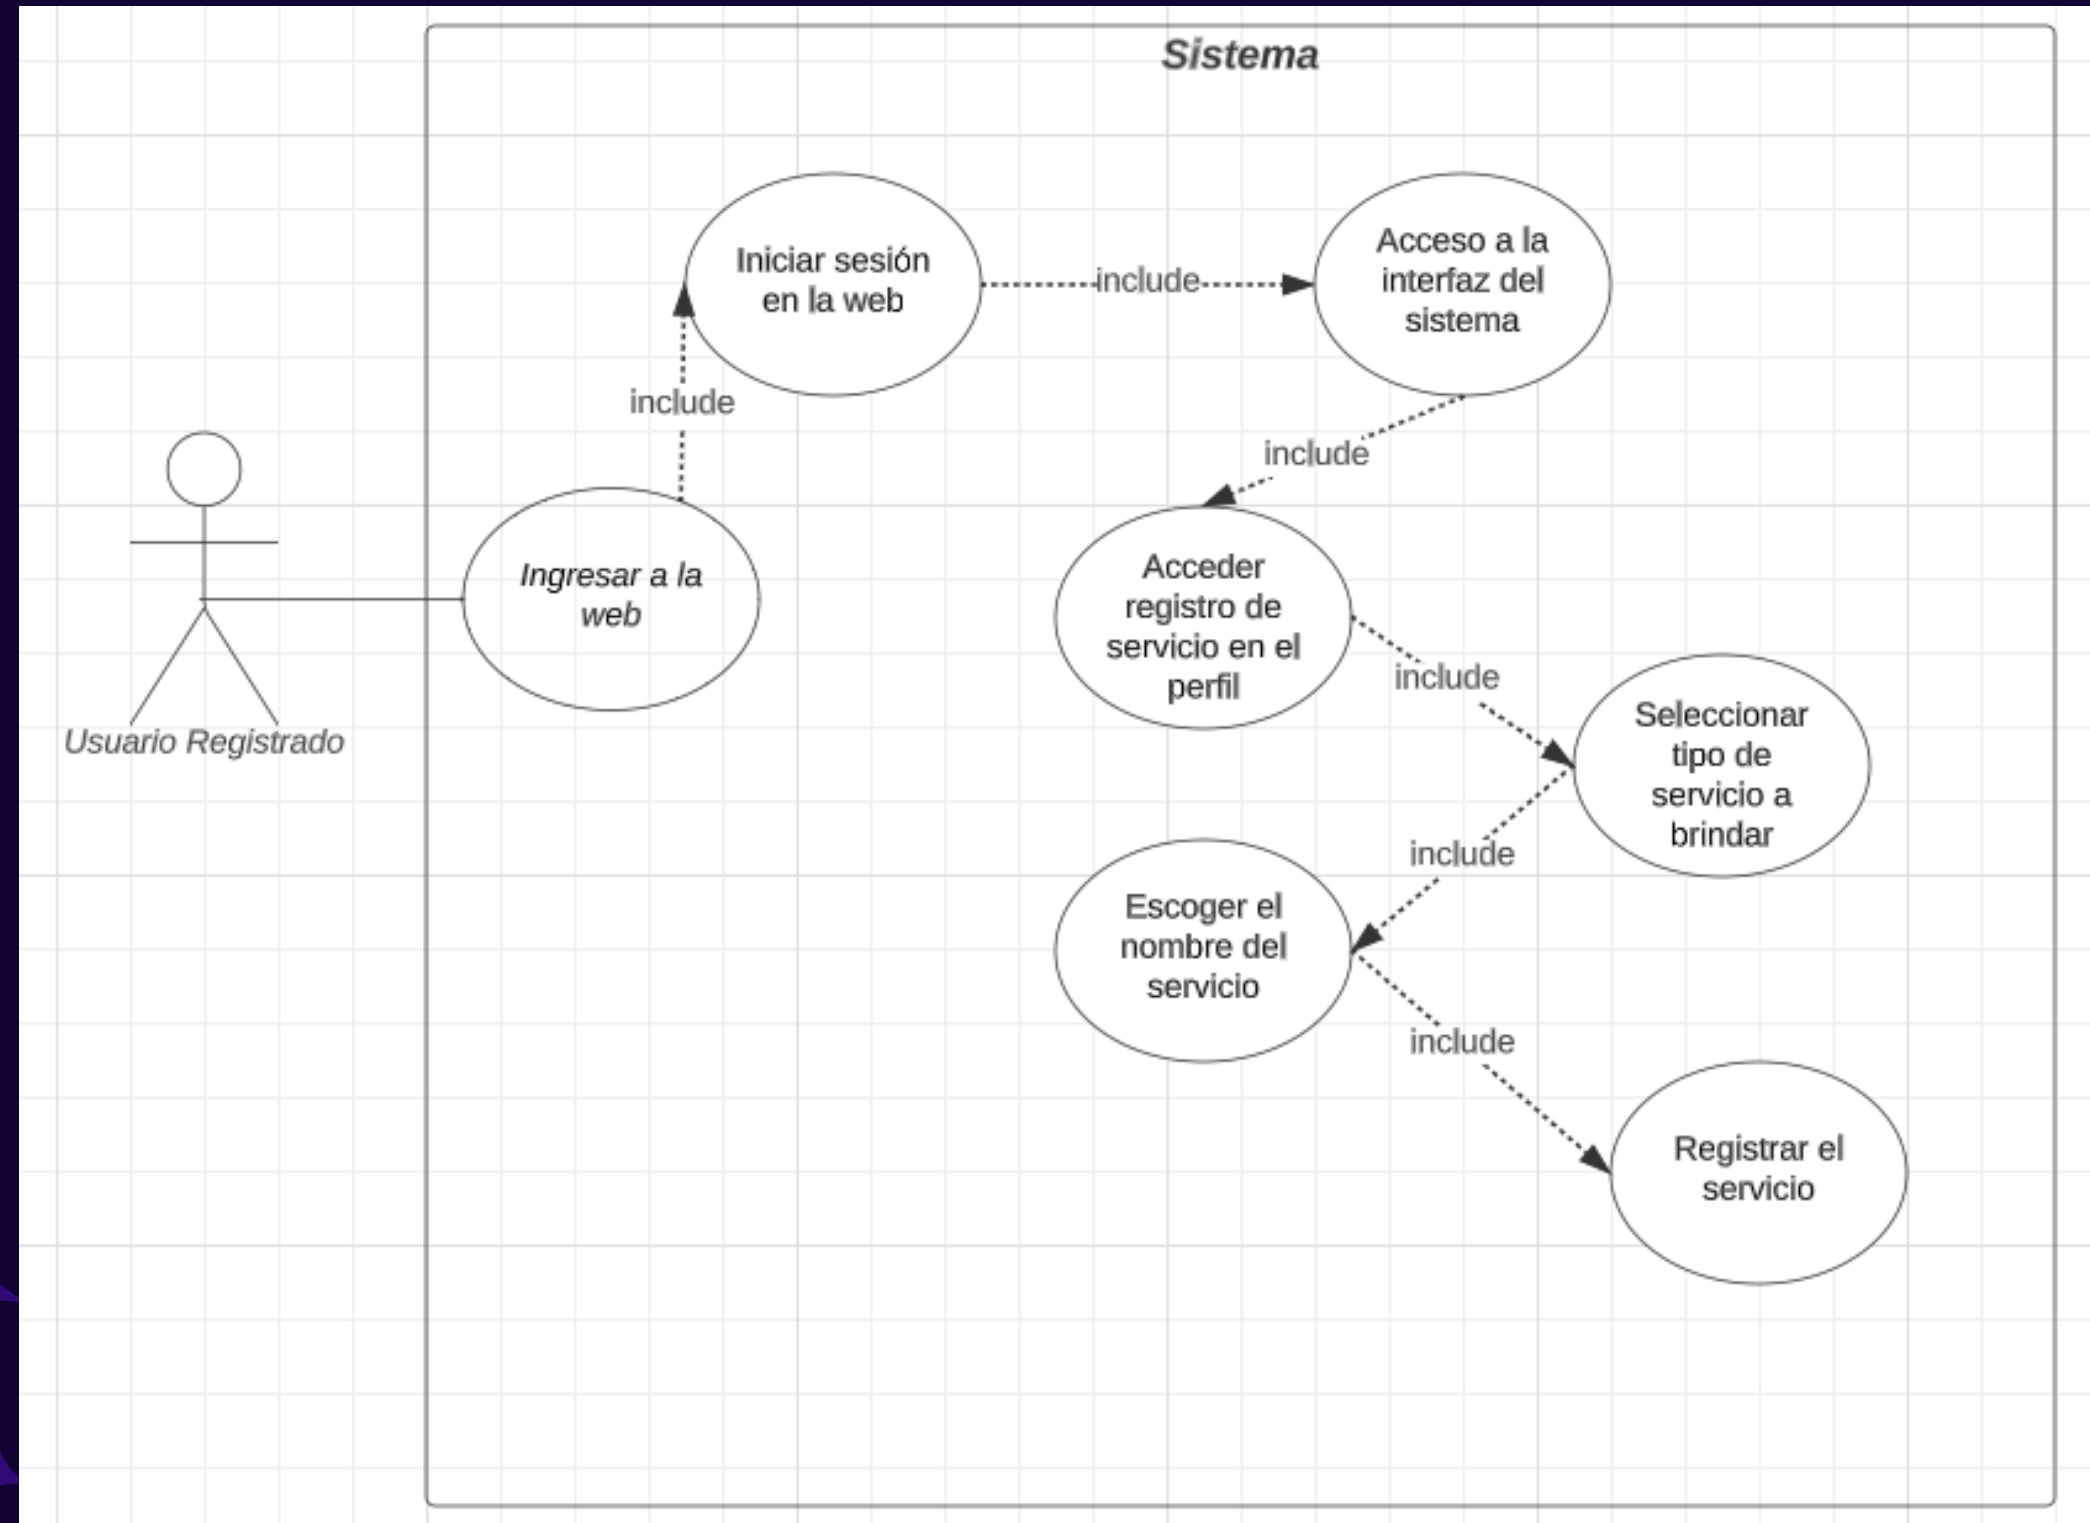 Sistema
Iniciar sesión
en la web
include
Acceso a la
interfaz del
sistema
include
include
Ingresar a la
web
Usuario Registrado
Acceder
registro de
servicio en el
perfil
include
Seleccionar
tipo de
servicio a
brindar
include
Escoger el
nombre del
servicio
include
Registrar el
servicio